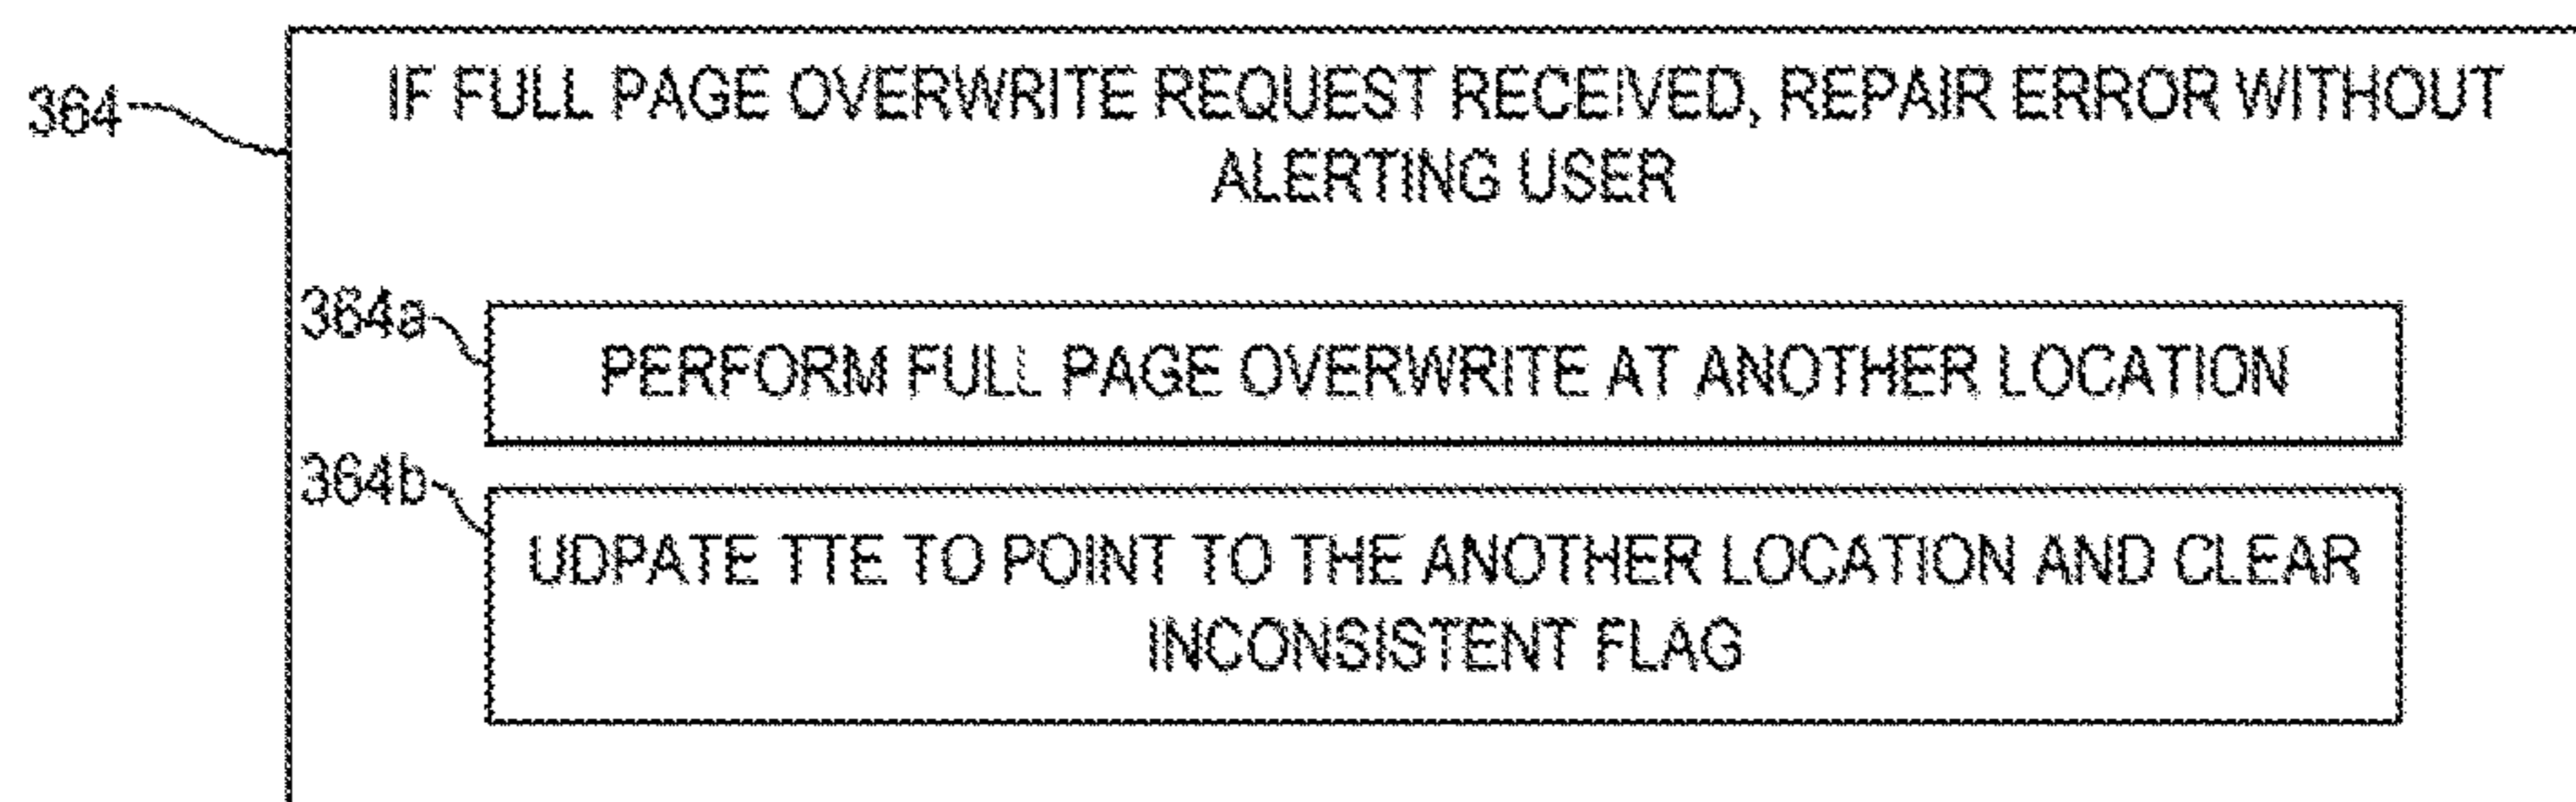 364
IF FULL PAGE OVERWRITE REQUEST RECEIVED, REPAIR ERROR WITHOUT
ALERTING USER
364a
PERFORM FULL PAGE OVERWRITE AT ANOTHER LOCATION
364b
UDPATE TTE TO POINT TO THE ANOTHER LOCATION AND CLEAR
INCONSISTENT FLAG